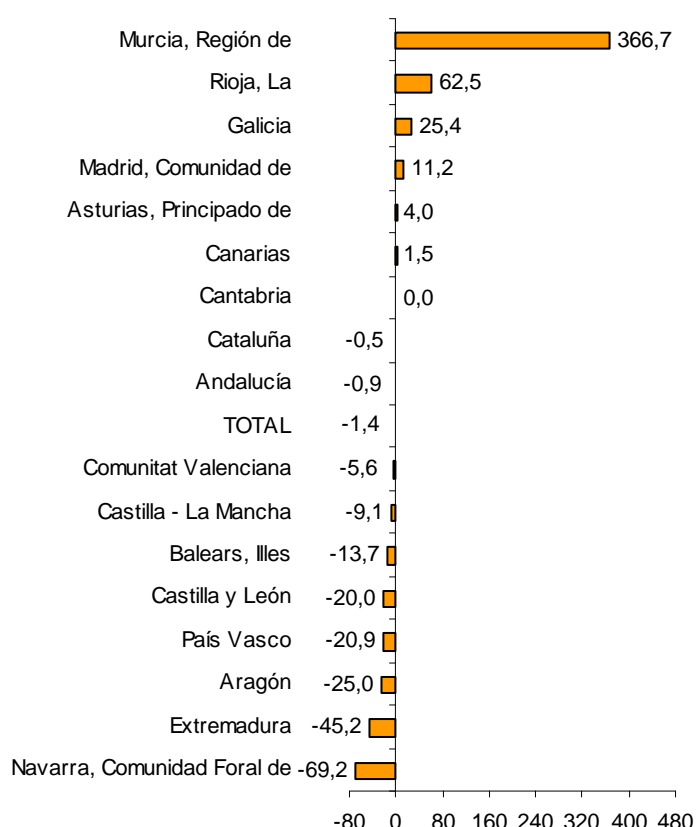 Murcia, Región de 366,7
Rioja, La 62,5
Galicia 25,4
Madrid, Comunidad de 11,2
Asturias, Principado de 4,0
Canarias 1,5
Cantabria 0,0
Cataluña -0,5
Andalucía -0,9
TOTAL -1,4
Comunitat Valenciana -5,6
Castilla - La Mancha -9,1
Balears, Illes -13,7
Castilla y León -20,0
País Vasco -20,9
Aragón -25,0
Extremadura -45,2
Navarra, Comunidad Foral de -69,2
-80 0 80 160 240 320 400 480